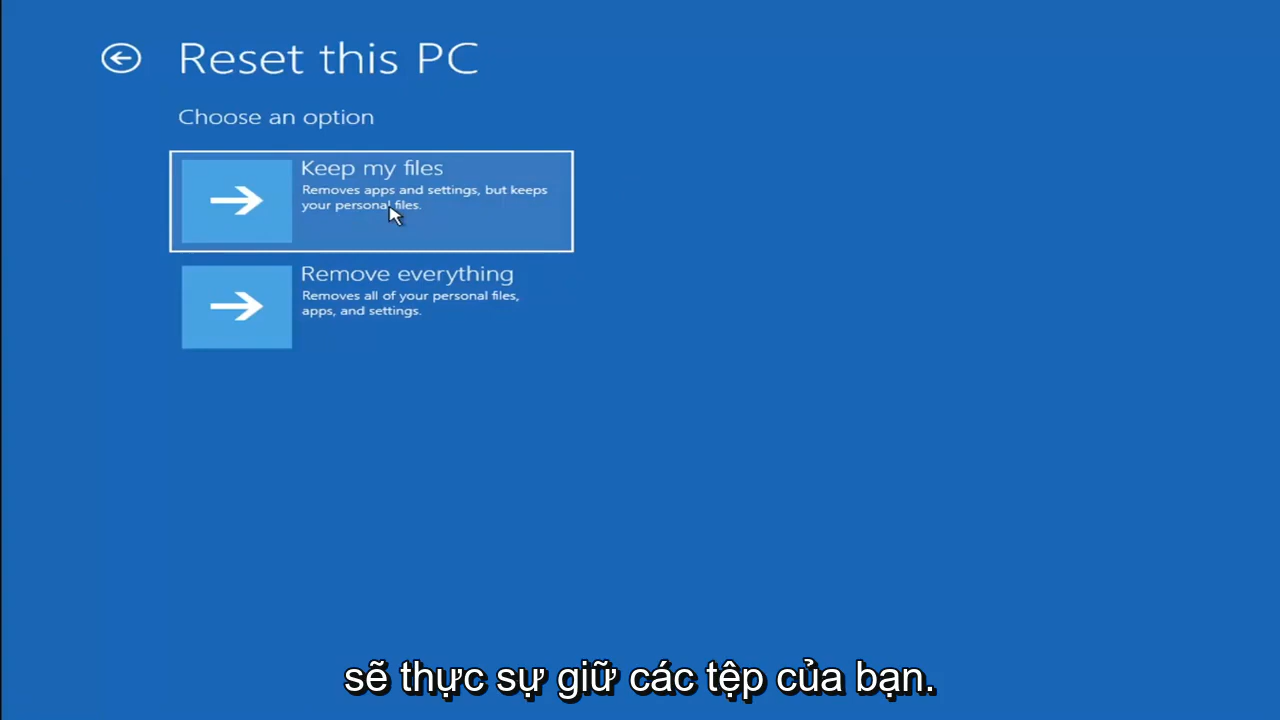 Reset this PC
Choose an option
Keep my files
Removes apps and settings, but keeps
your personal files.
Remove everything
Removes all of your personal files,
apps, and settings.
sẽ thực sự giữ các tệp của bạn.